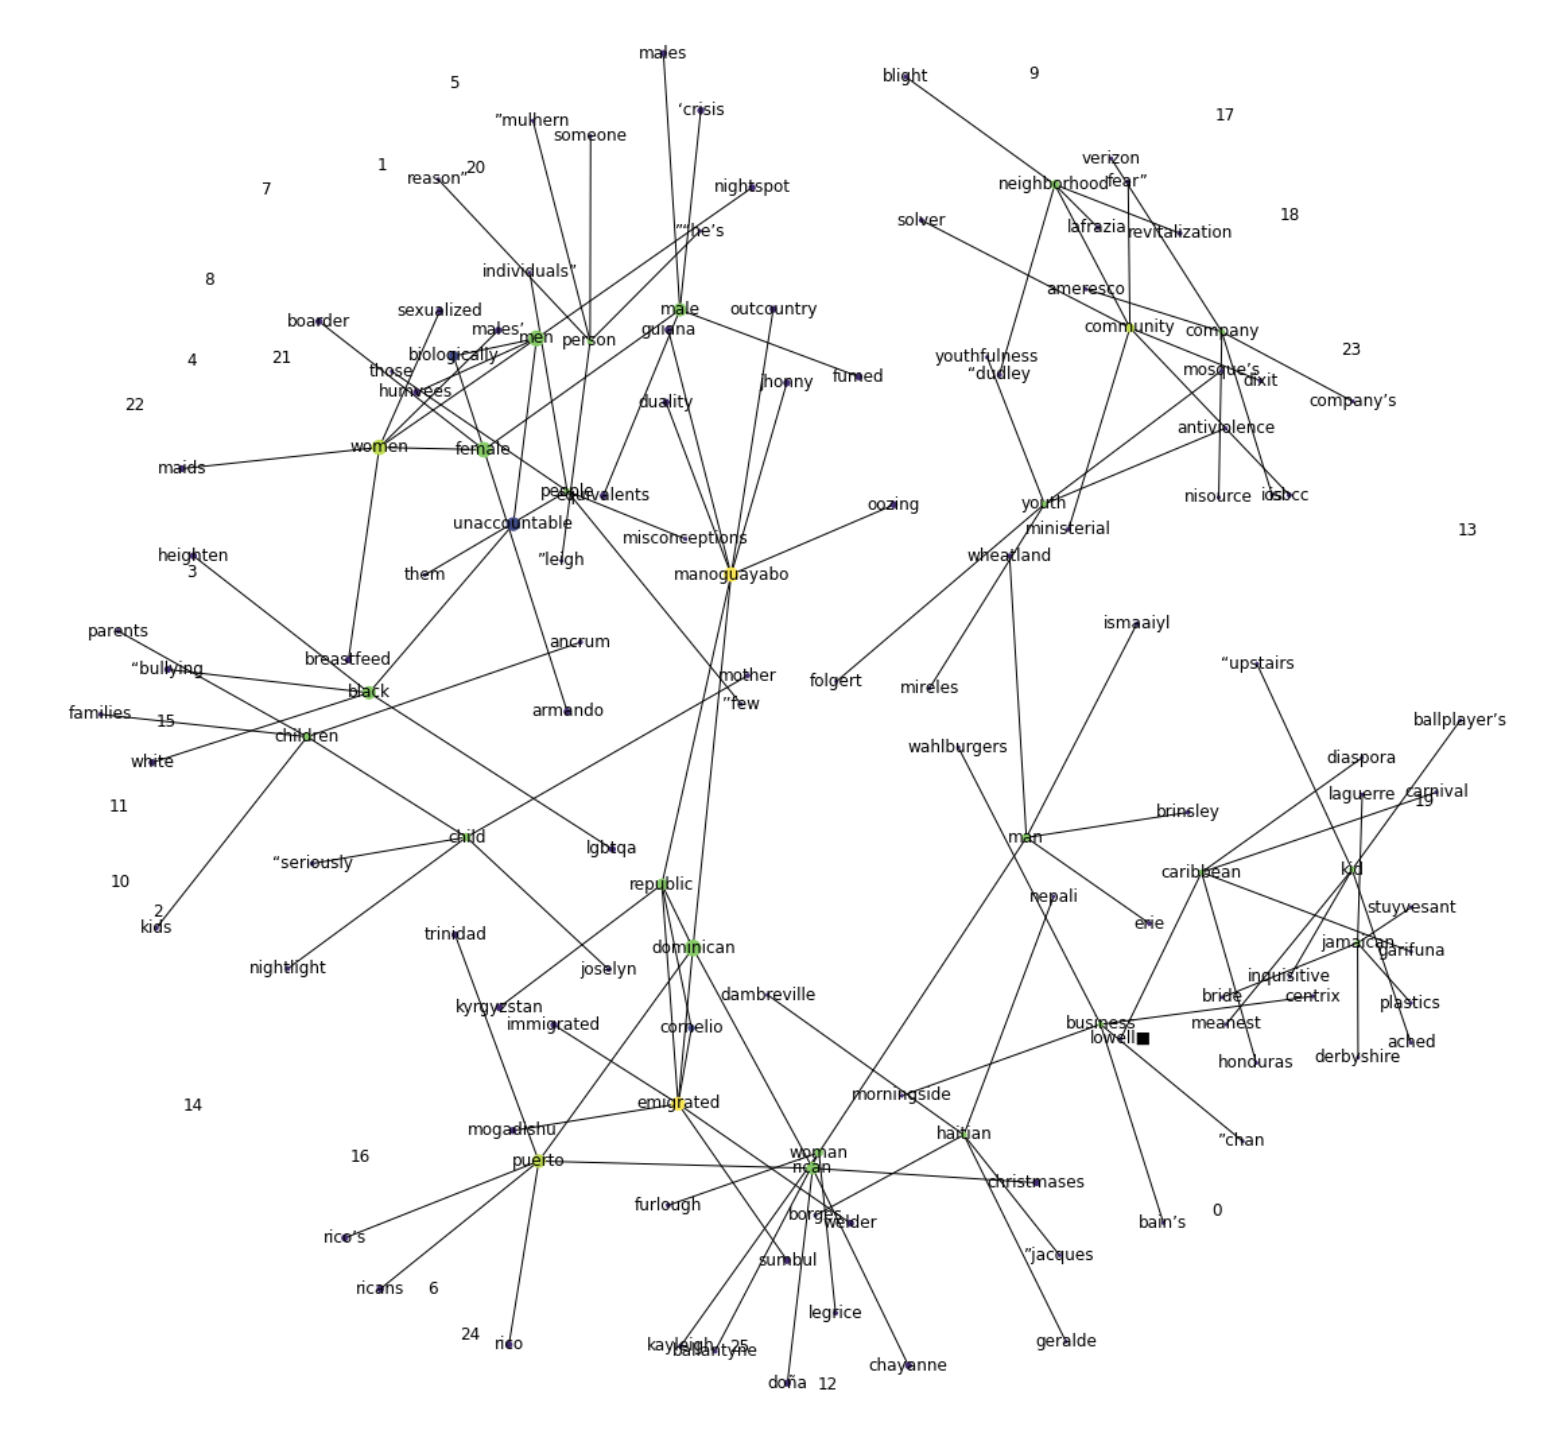 males
5
blight
9
‘crisis
17
”mulhern
someone
verizon
1
20
reason”
7
nightspot
neighborhood
fear”
18
solver
lafrazia
revitalization
”“he’s
individuals”
8
ameresco
sexualized
male
outcountry
boarder
males’
guiana
community
company
men
person
4
21
biologically
youthfulness
23
those
“dudley
mosque’s
dixit
humvees
jhonny
fumed
22
duality
company’s
antiviolence
women
female
maids
people
equivalents
nisource
iosbcc
oozing
youth
unaccountable
ministerial
13
misconceptions
heighten
”leigh
wheatland
3
them
manoguayabo
ismaaiyl
parents
ancrum
breastfeed
“upstairs
“bullying
mother
folgert
mireles
black
”few
families
15
armando
ballplayer’s
children
wahlburgers
white
diaspora
laguerre
carnival
19
11
brinsley
child
man
lgbtqa
“seriously
caribbean
kid
10
republic
nepali
2
stuyvesant
kids
erie
trinidad
dominican
jamaican
garifuna
nightlight
joselyn
inquisitive
dambreville
bride
centrix
kyrgyzstan
plastics
immigrated
cornelio
business
meanest
lowell■
ached
honduras
derbyshire
morningside
14
emigrated
mogadishu
haitian
”chan
16
puerto
woman
rican
christmases
furlough
borges
welder
0
bain’s
rico’s
”jacques
sumbul
ricans
6
legrice
24
rico
kayleigh
25
ballantyne
geralde
chayanne
doña
12